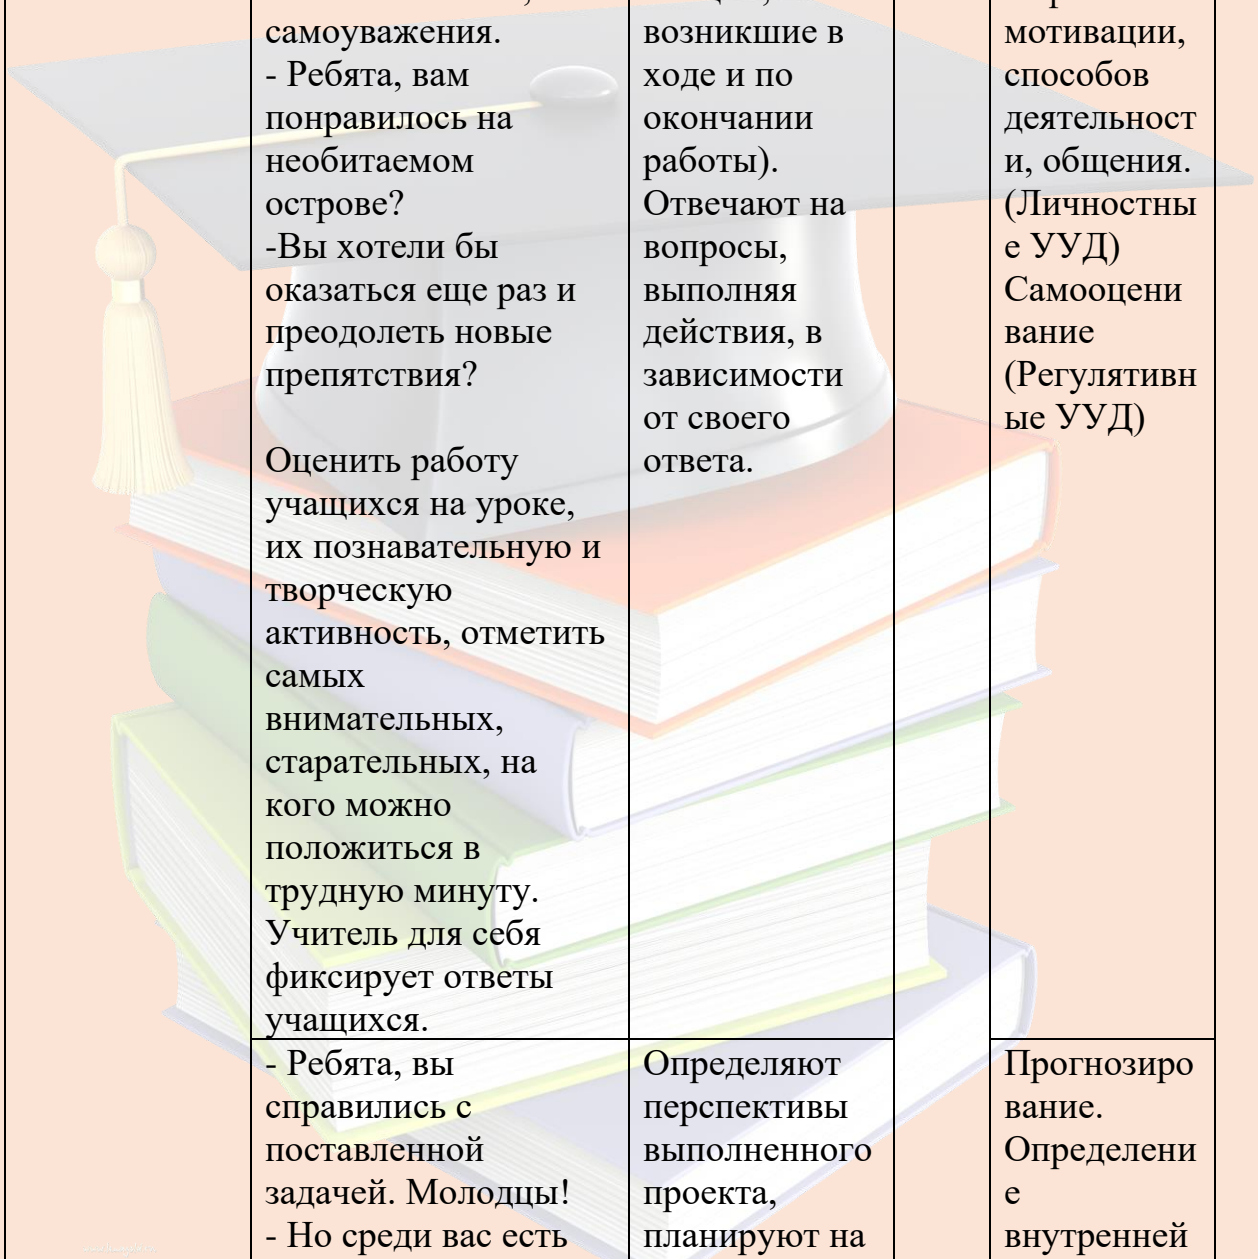 самоуважения.
- Ребята, вам
понравилось на
необитаемом
острове?
-Вы хотели бы
оказаться еще раз и
преодолеть новые
препятствия?
Оценить работу
учащихся на уроке,
их познавательную и
творческую
активность, отметить
самых
внимательных,
старательных, на
кого можно
положиться в
трудную минуту.
Учитель для себя
фиксирует ответы
учащихся.
возникшие в
ходе и по
окончании
работы).
Отвечают на
вопросы,
выполняя
действия, в
зависимости
от своего
ответа.
мотивации,
способов
деятельност
и, общения.
(Личностны
е УУД)
Самооцени
вание
(Регулятивн
ые УУД)
- Ребята, вы
справились с
поставленной
задачей. Молодцы!
- Но среди вас есть
Определяют
перспективы
выполненного
проекта,
планируют на
Прогнозиро
вание.
Определени
е
внутренней